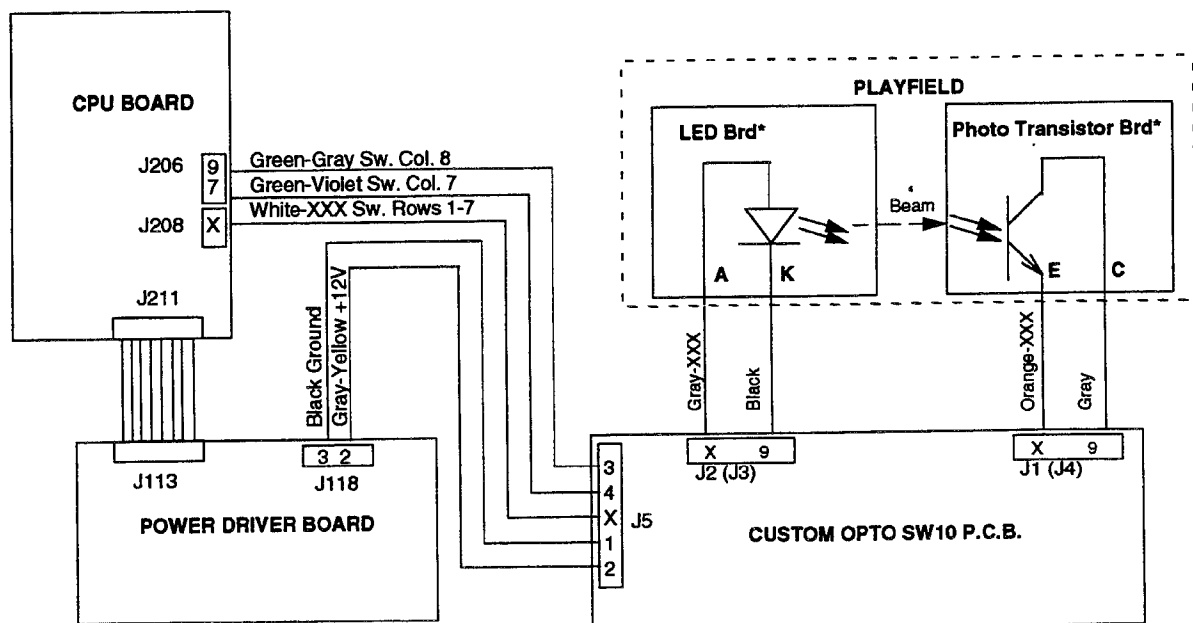 CPU BOARD
J206
9
7
J208
X
J211
Green-Gray Sw. Col. 8
Green-Violet Sw. Col. 7
White-XXX Sw. Rows 1-7
Black Ground
Gray-Yellow +12V
J113
3 2
J118
POWER DRIVER BOARD
PLAYFIELD
LED Brd*
A
K
Beam
Photo Transistor Brd*
E
C
Gray-XXX
Black
Orange-XXX
Gray
X 9
J2 (J3)
X 9
J1 (J4)
3
4
X
1
2
J5
CUSTOM OPTO SW10 P.C.B.